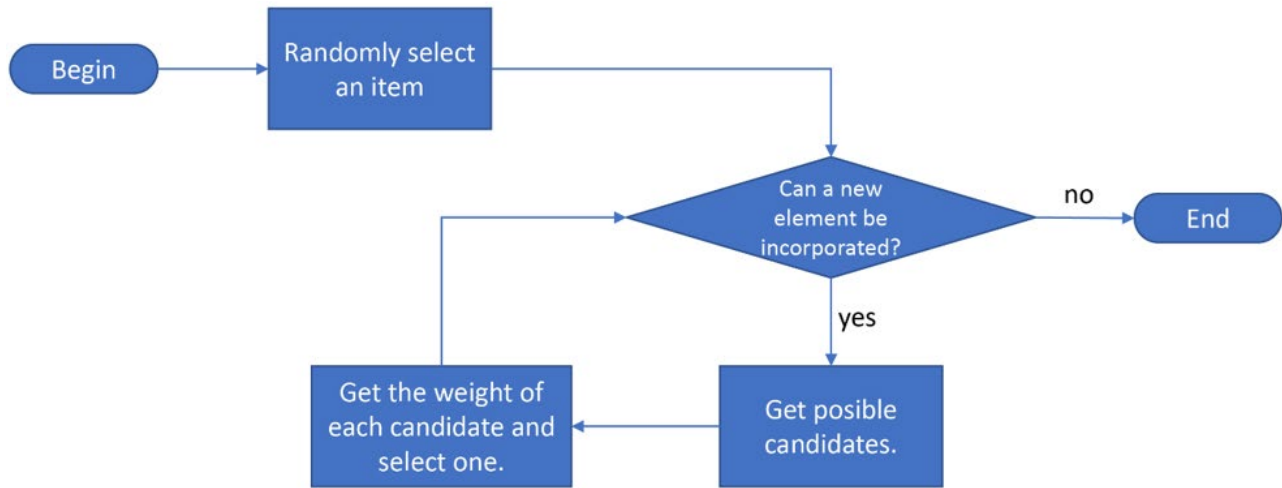 Begin
Randomly select
an item
Can a new
element be
incorporated?
no
End
yes
Get the weight of
each candidate and
select one.
Get posible
candidates.